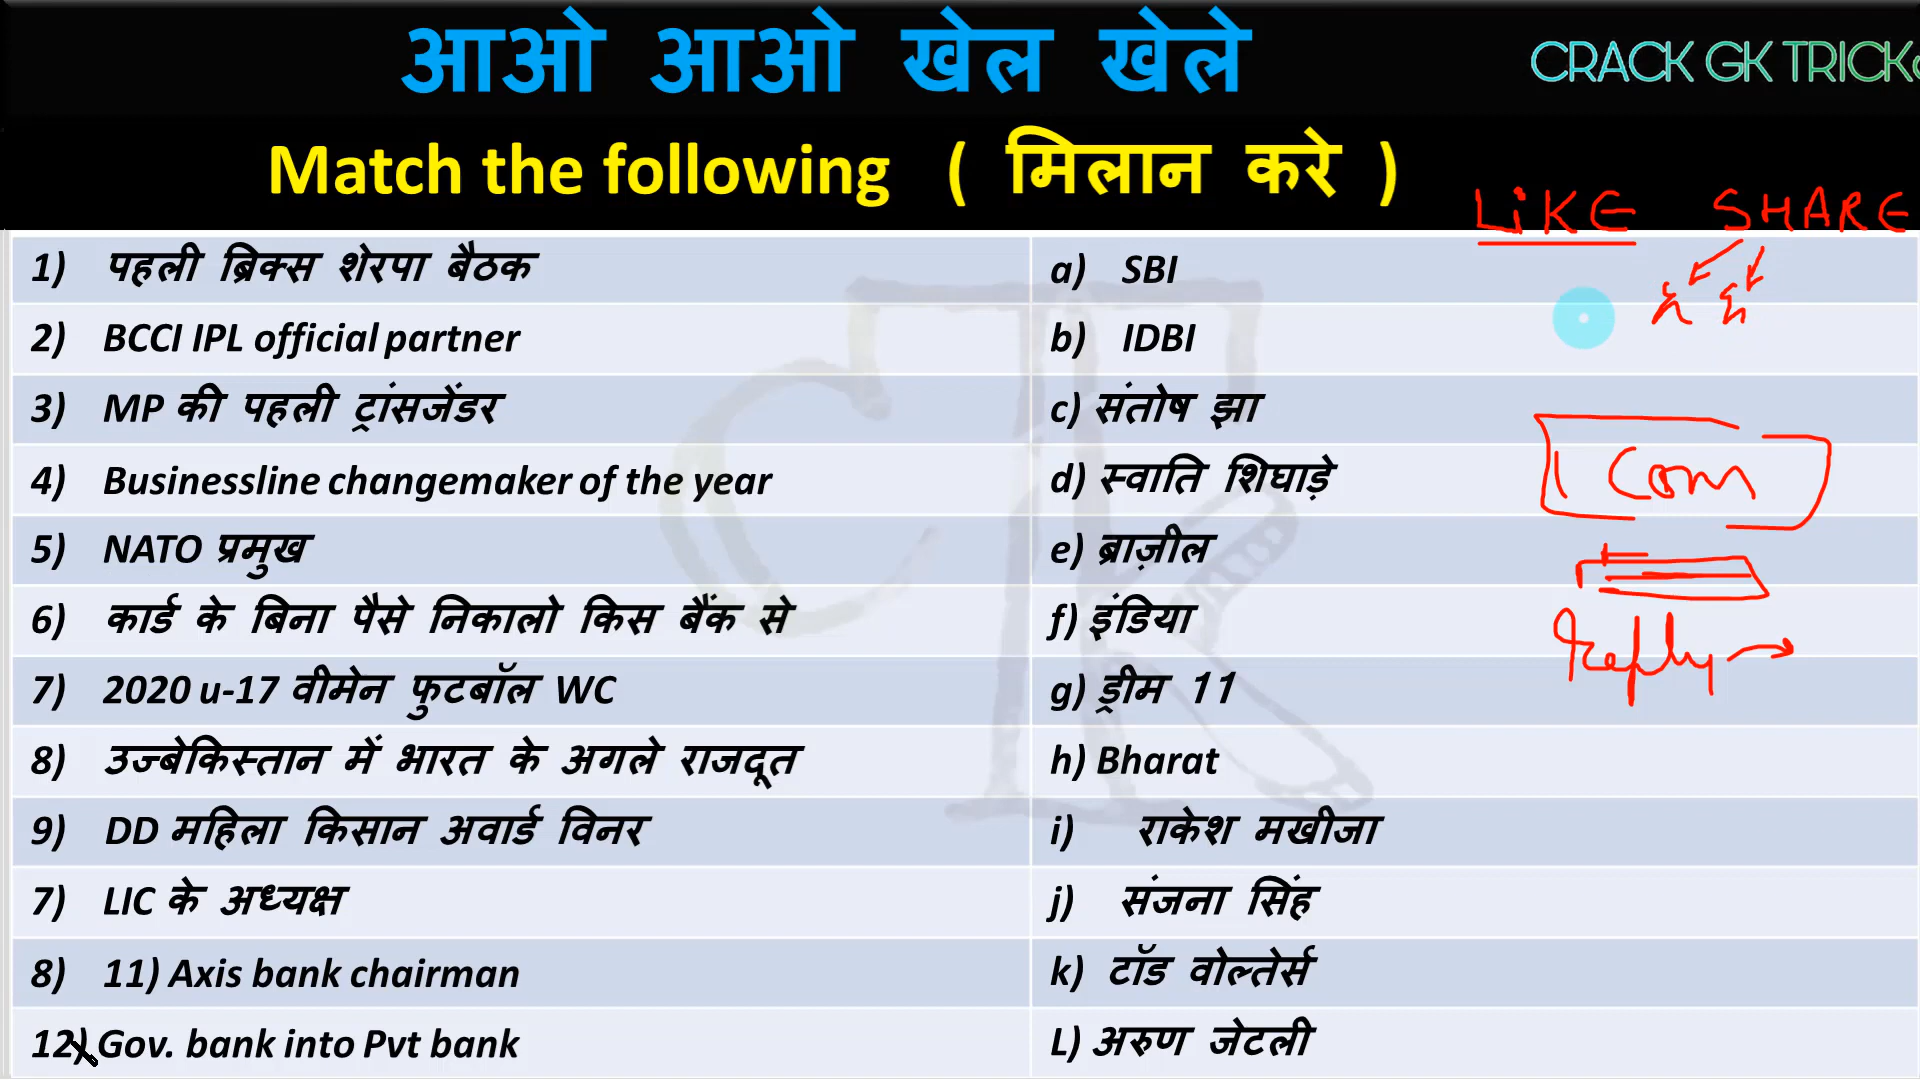 आओ आओ खेल खेले
CRACK GK TRICK
Match the following ( मिलान करे )
LiKE SHARE
1) पहली ब्रिक्स शेरपा बैठक a) SBI
2) BCCI IPL official partner b) IDBI
3) MP की पहली ट्रांसजेंडर c) संतोष झा
4) Businessline changemaker of the year d) स्वाति शिघाड़े
1 Com
5) NATO प्रमुख e) ब्राज़ील
6) कार्ड के बिना पैसे निकालो किस बैंक से f) इंडिया
Reply
7) 2020 u-17 वीमेन फुटबॉल WC g) ड्रीम 11
8) उज्बेकिस्तान में भारत के अगले राजदूत h) Bharat
9) DD महिला किसान अवार्ड विनर i) राकेश मखीजा
7) LIC के अध्यक्ष j) संजना सिंह
8) 11) Axis bank chairman k) टॉड वोल्तेर्स
12) Gov. bank into Pvt bank L) अरुण जेटली